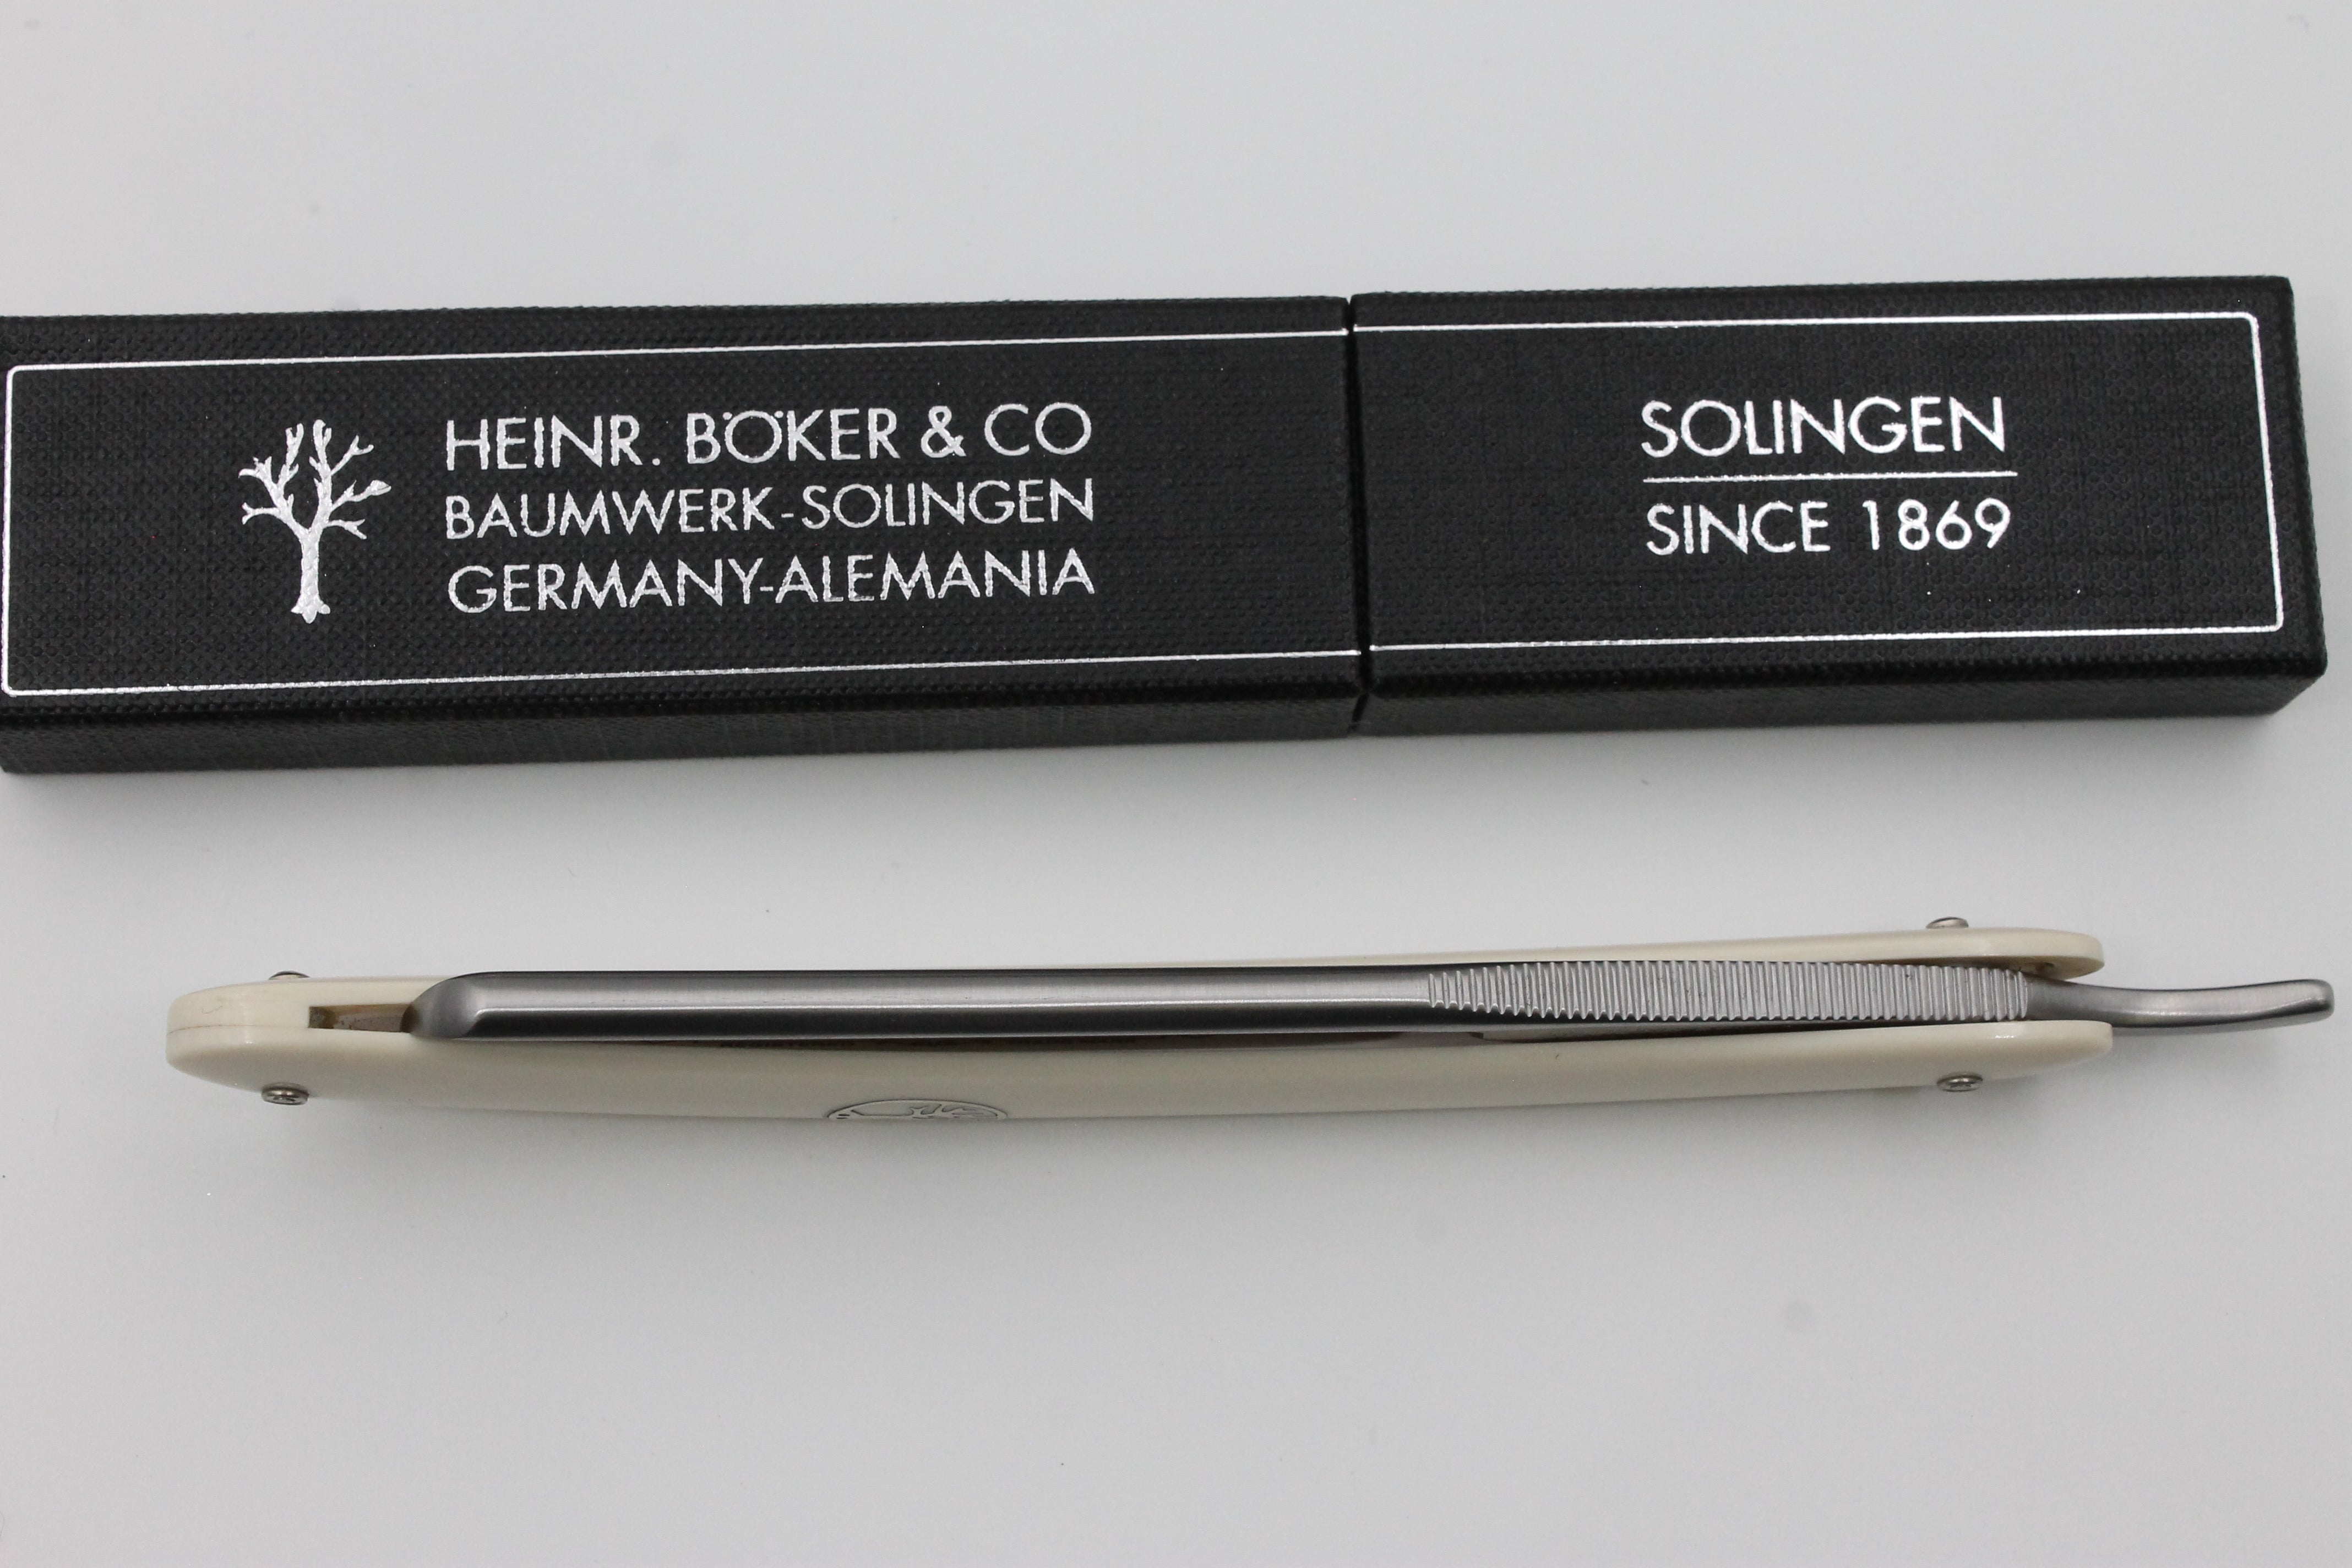 HEINR. BÖKER & CO
BAUMWERK-SOLINGEN
GERMANY-ALEMANIA
SOLINGEN
SINCE 1869